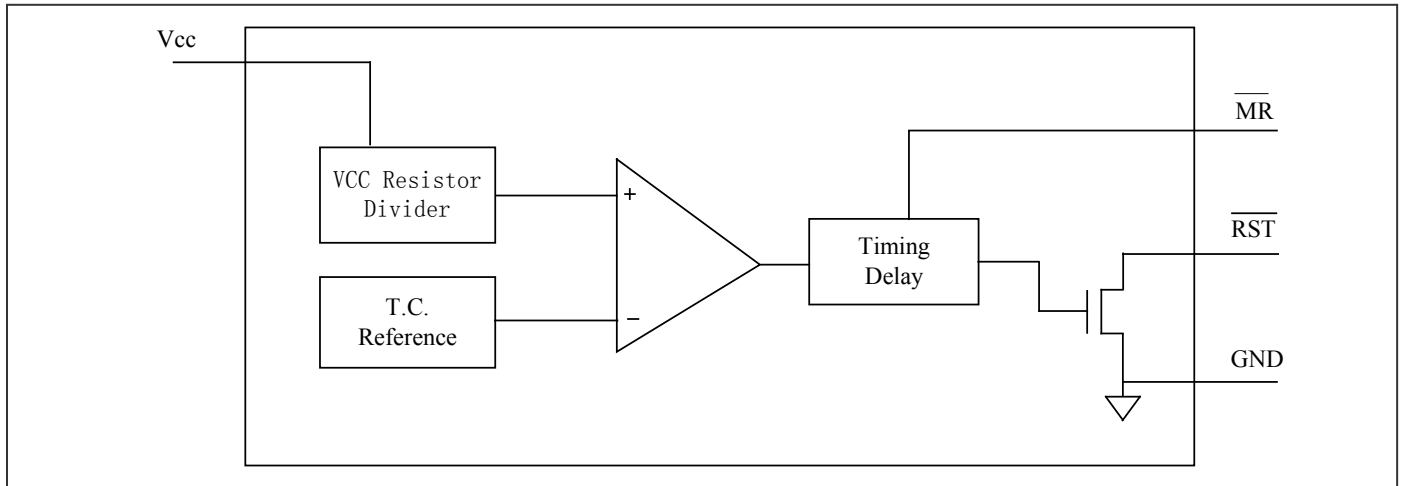 Vcc
MR
VCC Resistor
Divider
+
RST
Timing
Delay
T.C.
Reference
−
GND